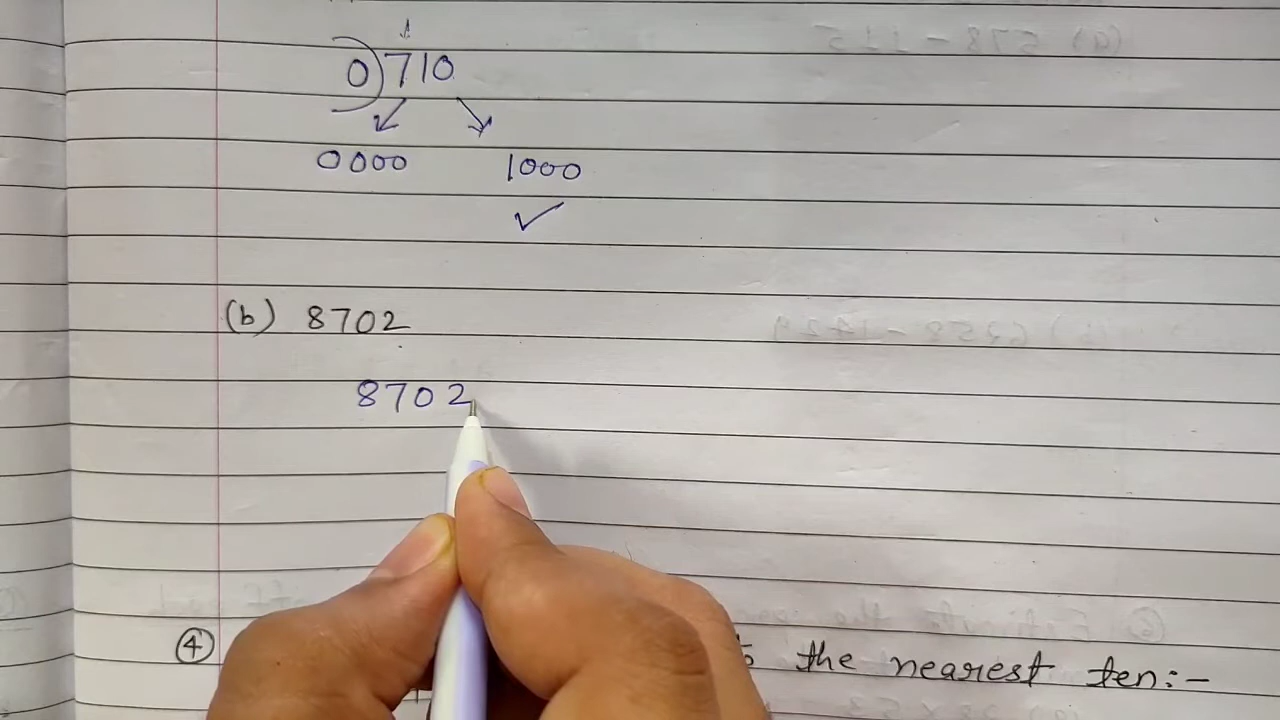 0)710
0000 1000
(b) 8702
8702
④ the nearest ten:-